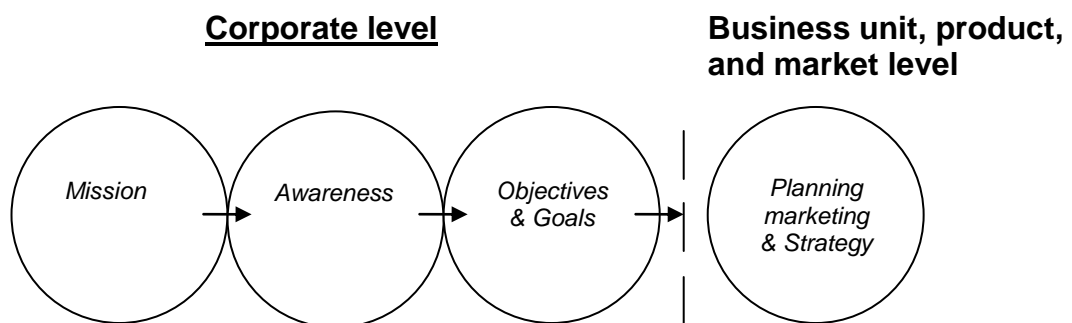 Corporate level
Business unit, product,
and market level
Mission
Awareness
Objectives
& Goals
Planning
marketing
& Strategy